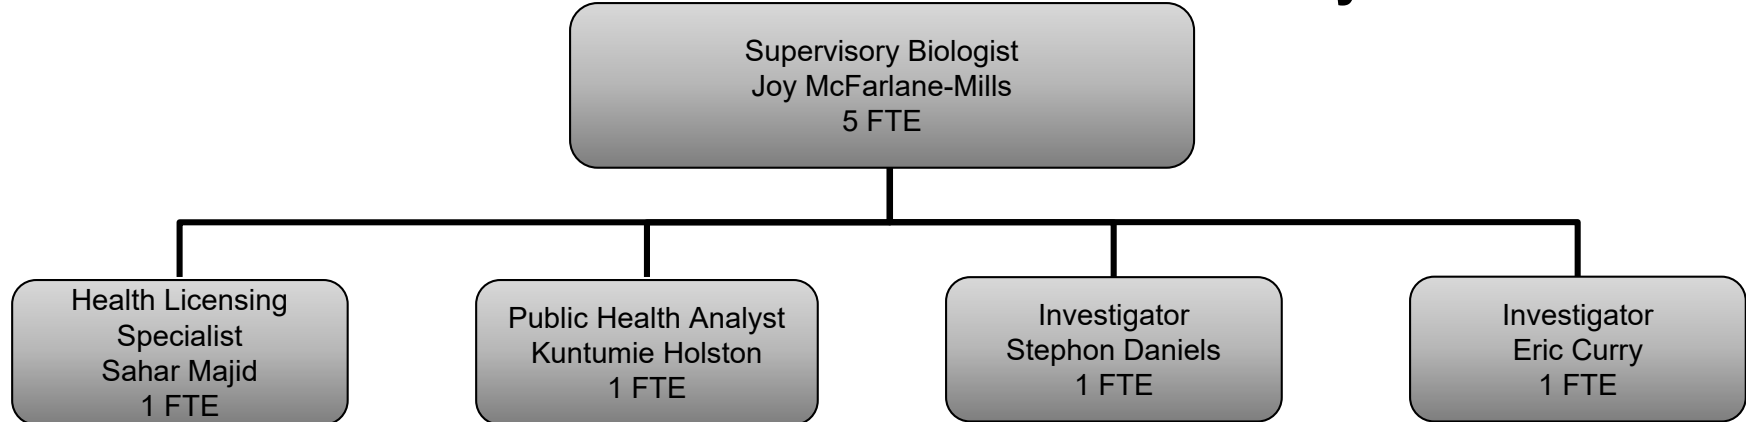 Supervisory Biologist
Joy McFarlane-Mills
5 FTE
Health Licensing
Specialist
Sahar Majid
1 FTE
Public Health Analyst
Kuntumie Holston
1 FTE
Investigator
Stephon Daniels
1 FTE
Investigator
Eric Curry
1 FTE